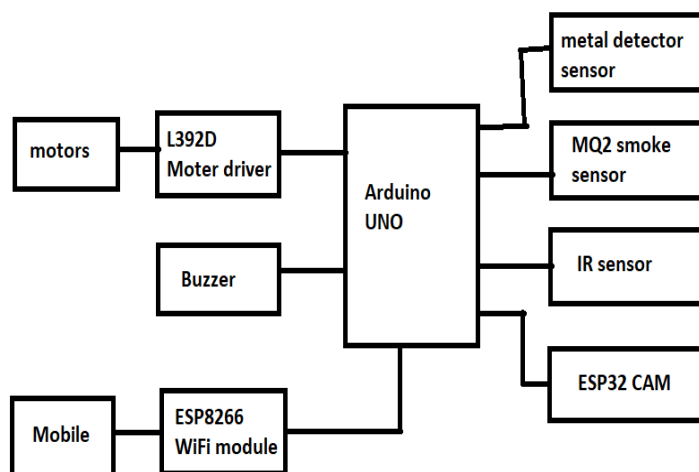 metal detector
sensor
motors
L392D
Moter driver
MQ2 smoke
sensor
Arduino
UNO
Buzzer
IR sensor
Mobile
ESP8266
WiFi module
ESP32 CAM